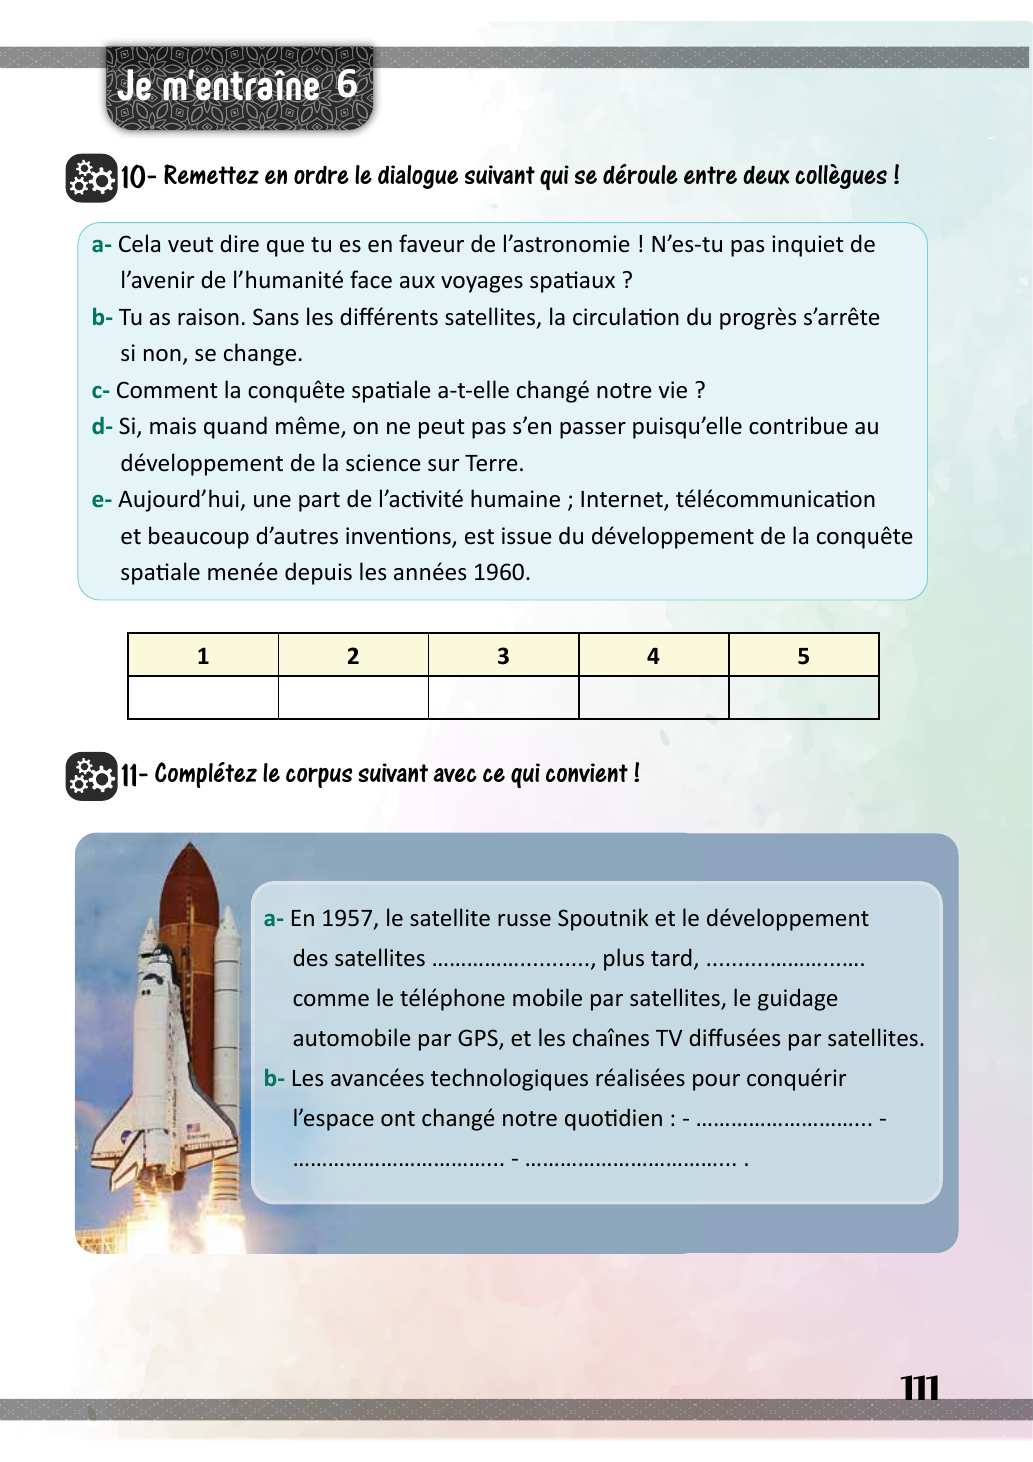 Je m'entraîne 6
10- Remettez en ordre le dialogue suivant qui se déroule entre deux collègues !
a- Cela veut dire que tu es en faveur de l'astronomie ! N'es-tu pas inquiet de
l'avenir de l'humanité face aux voyages spatiaux ?
b- Tu as raison. Sans les différents satellites, la circulation du progrès s'arrête
si non, se change.
c- Comment la conquête spatiale a-t-elle changé notre vie ?
d- Si, mais quand même, on ne peut pas s'en passer puisqu'elle contribue au
développement de la science sur Terre.
e- Aujourd'hui, une part de l'activité humaine ; Internet, télécommunication
et beaucoup d'autres inventions, est issue du développement de la conquête
spatiale menée depuis les années 1960.
1 2 3 4 5
11- Complétez le corpus suivant avec ce qui convient !
a- En 1957, le satellite russe Spoutnik et le développement
des satellites ........................., plus tard, .........................
comme le téléphone mobile par satellites, le guidage
automobile par GPS, et les chaînes TV diffusées par satellites.
b- Les avancées technologiques réalisées pour conquérir
l'espace ont changé notre quotidien : - ............................ -
................................. - ................................. .
111